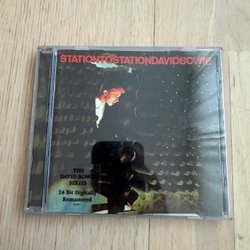 STATIONTOSTATIONDAVIDBOWIE
THE
DAVID BOWIE
SERIES
24 Bit Digitally
Remastered